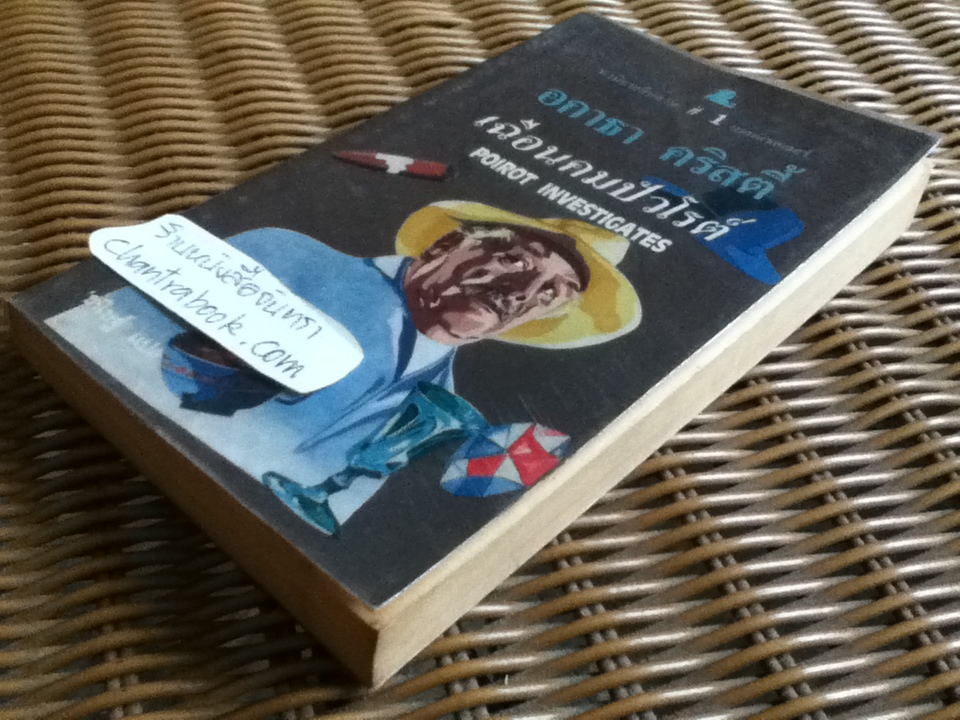 # 1
อกาธา คริสตี้
เฉือนคมปัวโรต์
POIROT INVESTIGATES
ร้านหนังสือจันทรา
chantrabook.com